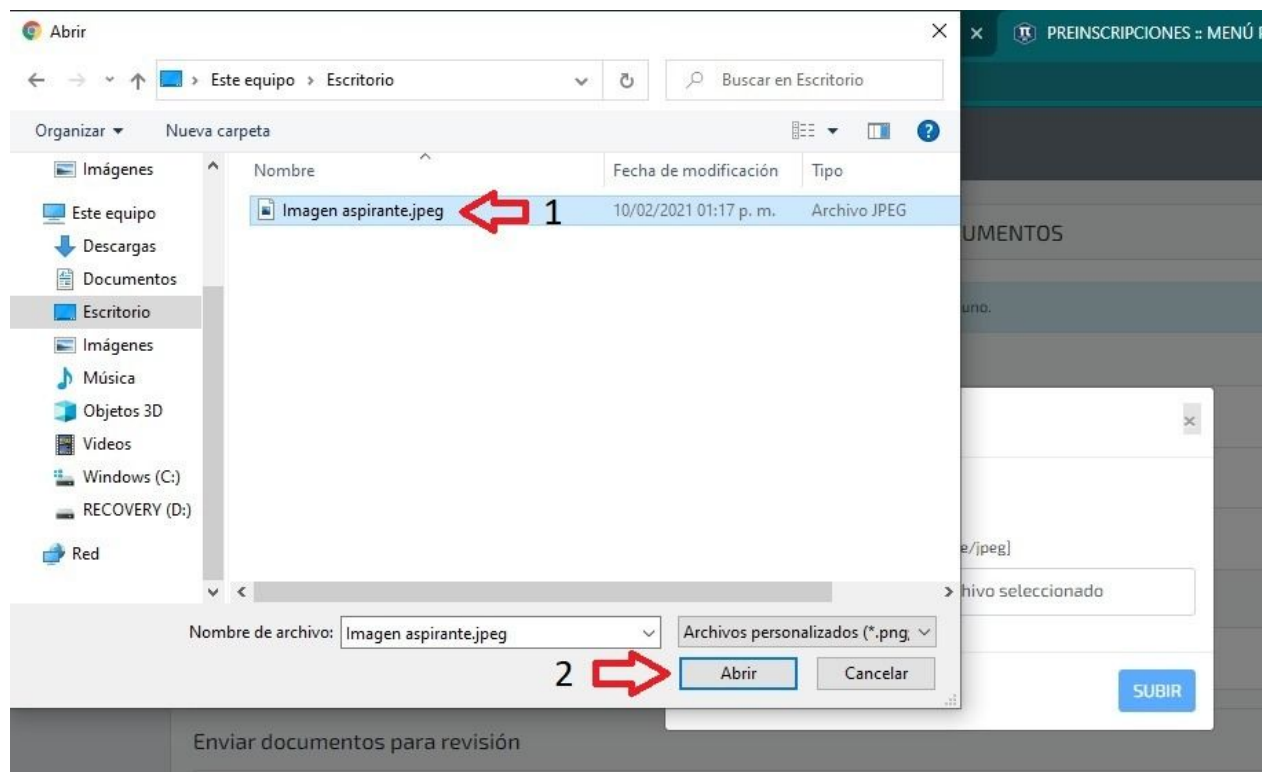 Abrir
PREINSCRIPCIONES :: MENÚ
Este equipo > Escritorio
Buscar en Escritorio
Organizar
Nueva carpeta
Nombre
Fecha de modificación
Tipo
Imagen aspirante.jpeg
1
10/02/2021 01:17 p. m.
Archivo JPEG
Imágenes
Este equipo
Descargas
Documentos
Escritorio
Imágenes
Música
Objetos 3D
Videos
Windows (C:)
RECOVERY (D:)
Red
UMENTOS
uno.
e/jpeg]
hivo seleccionado
Nombre de archivo: Imagen aspirante.jpeg
Archivos personalizados (*.png;
2
Abrir
Cancelar
SUBIR
Enviar documentos para revisión